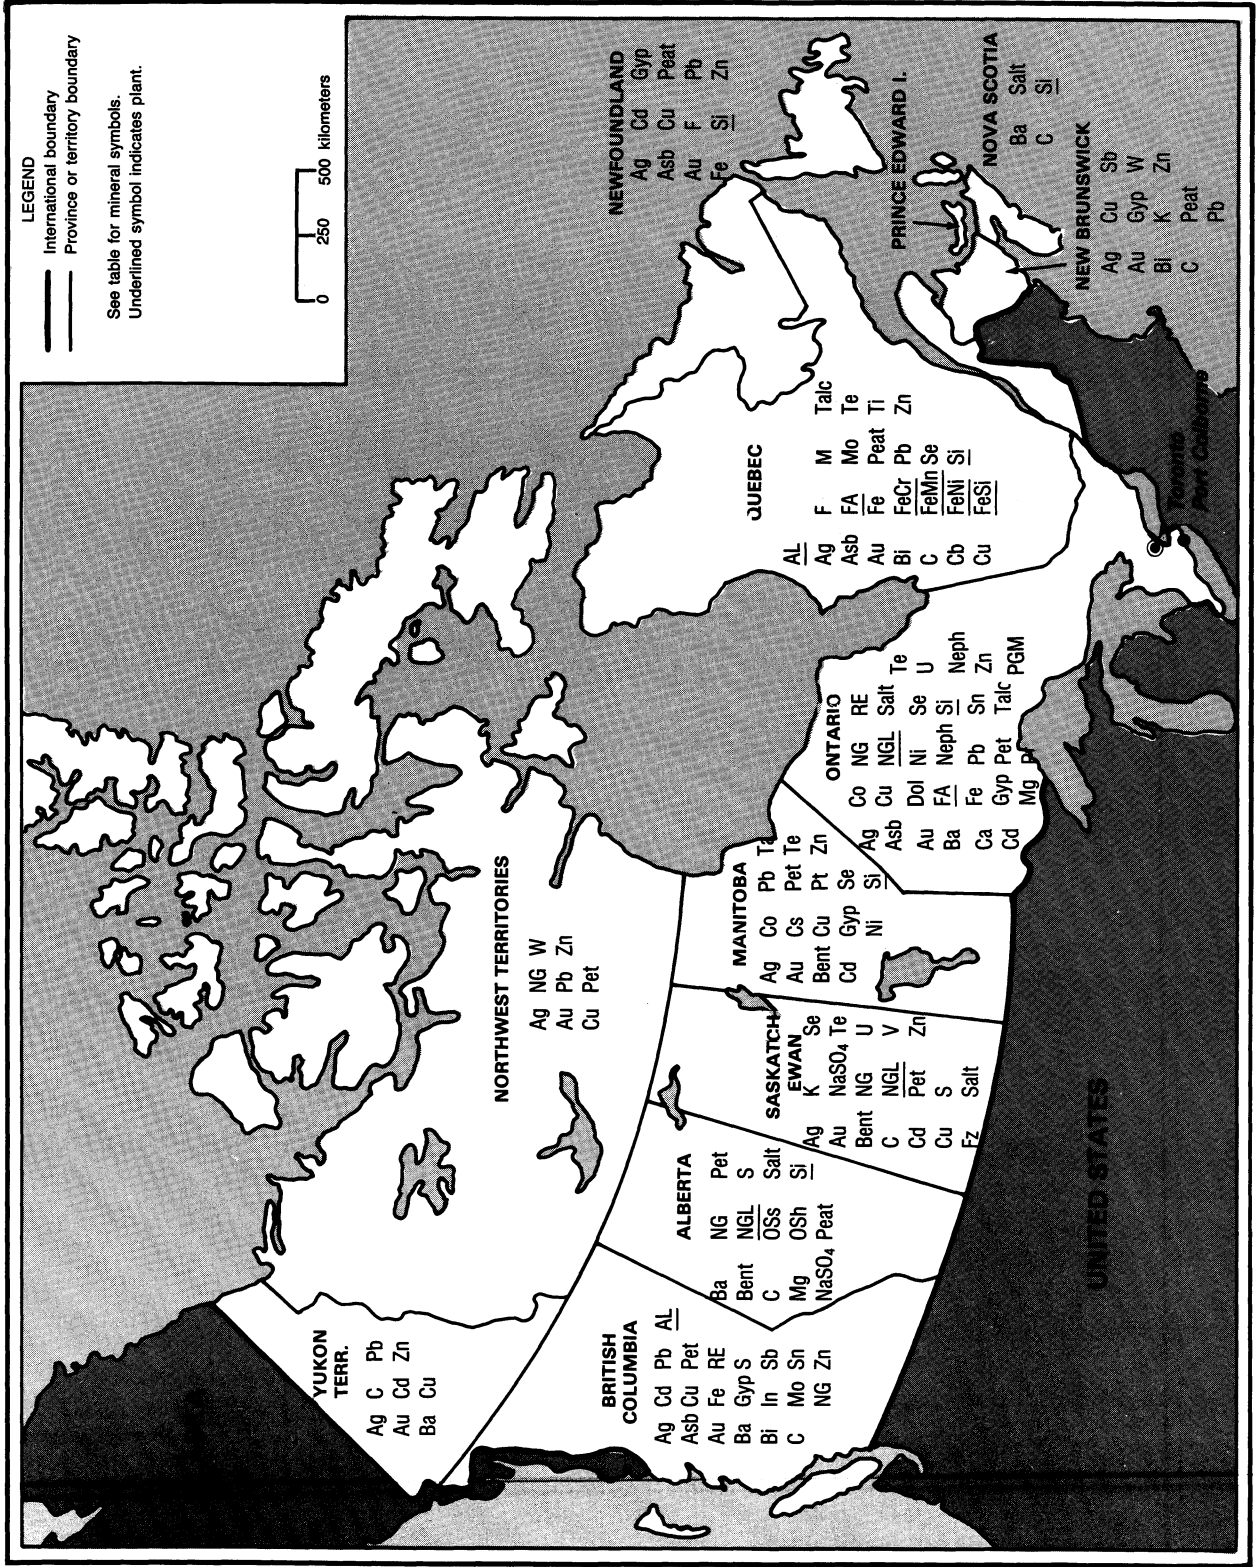 LEGEND
International boundary
Province or territory boundary
See table for mineral symbols.
Underlined symbol indicates plant.
0 250 500 kilometers
YUKON
TERR.
Ag C Pb
Au Cd Zn
Ba Cu
NORTHWEST TERRITORIES
Ag NG W
Au Pb Zn
Cu Pet
BRITISH
COLUMBIA
Ag Cd Pb AL
Asb Cu Pet
Au Fe RE
Ba Gyp S
Bi In Sb
C Mo Sn
NG Zn
ALBERTA
Ba NG Pet
Bent NGL S
C OSs Salt
Mg OSh Si
NaSO4 Peat
SASKATCH
EWAN
Ag K Se
Au NaSO4 Te
Bent NG U
C NGL V
Cd Pet Zn
Cu S
Fz Salt
MANITOBA
Ag Co Pb
Au Cs Pet Te
Bent Cu Pt Zn
Cd Gyp Se
Ni Si
ONTARIO
Ag Co NG RE
Asb Cu NGL Salt Te
Au Dol Ni Se U
Ba FA Neph Si Neph
Ca Fe Pb Sn Zn
Cd Gyp Pet Talc PGM
Mg
QUEBEC
AL
Ag F M Talc
Asb FA Mo Te
Au Fe Peat Ti
Bi FeCr Pb Zn
C FeMn Se
Cb FeNi Si
Cu FeSi
NEWFOUNDLAND
Ag Cd Gyp
Asb Cu Peat
Au F Pb
Fe Si Zn
PRINCE EDWARD I.
NOVA SCOTIA
Ba Salt
C Si
NEW BRUNSWICK
Ag Cu Sb
Au Gyp W
Bi K Zn
C Peat
Pb
Toronto
Port Colborne
UNITED STATES